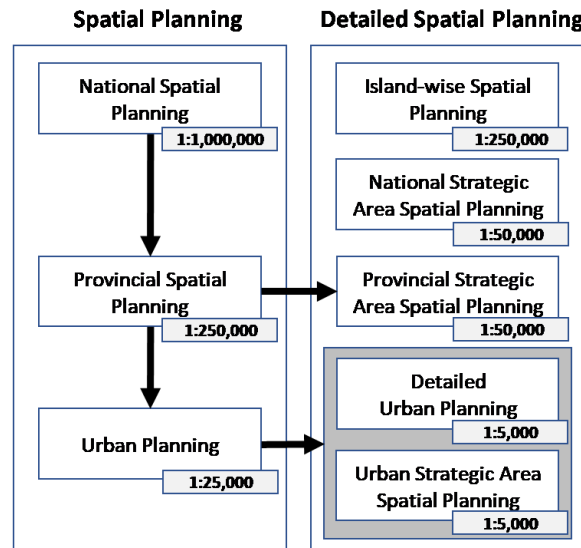 Spatial Planning
National Spatial
Planning
1:1,000,000
Provincial Spatial
Planning
1:250,000
Urban Planning
1:25,000
Detailed Spatial Planning
Island-wise Spatial
Planning
1:250,000
National Strategic
Area Spatial Planning
1:50,000
Provincial Strategic
Area Spatial Planning
1:50,000
Detailed
Urban Planning
1:5,000
Urban Strategic Area
Spatial Planning
1:5,000